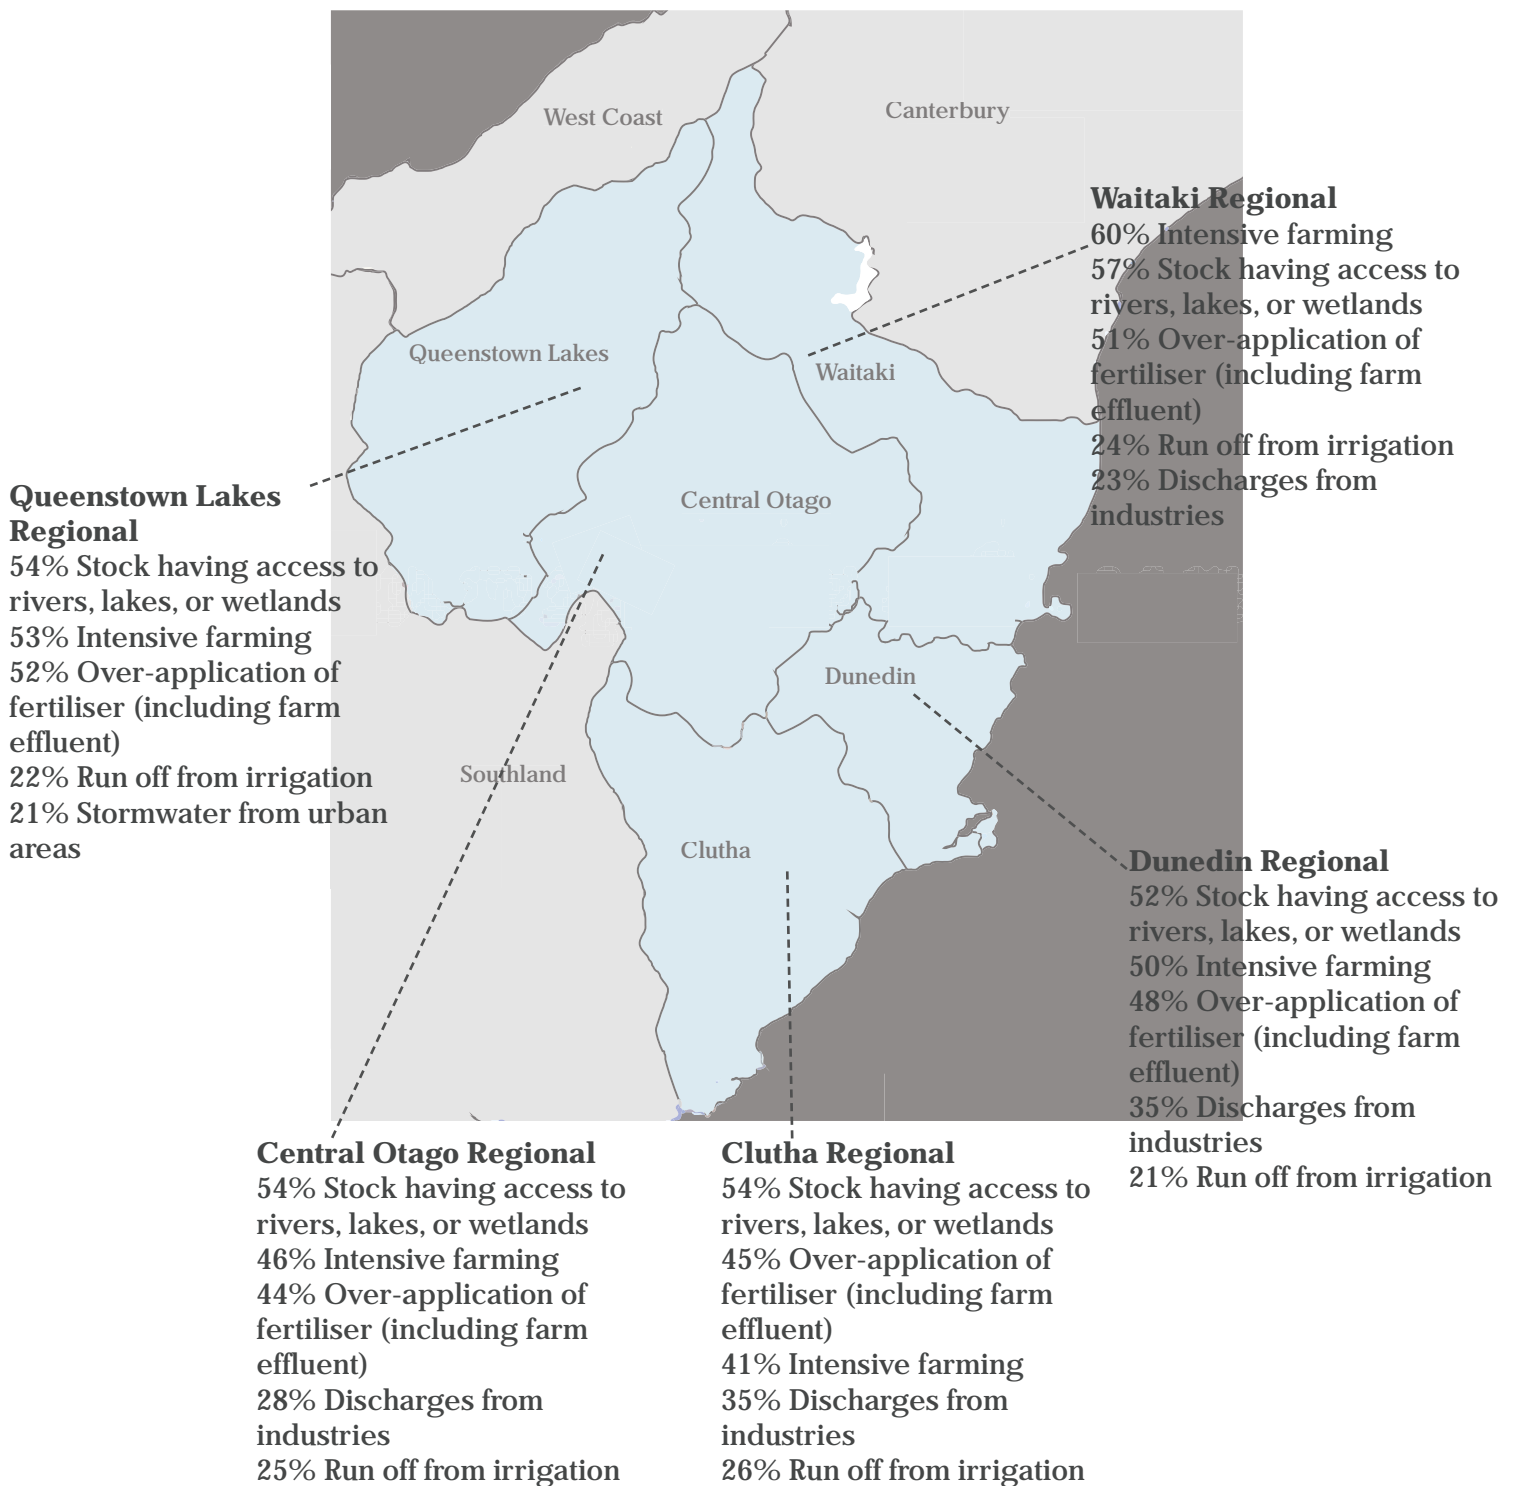 West Coast
Canterbury
Waitaki Regional
60% Intensive farming
57% Stock having access to
rivers, lakes, or wetlands
51% Over-application of
fertiliser (including farm
effluent)
24% Run off from irrigation
23% Discharges from
industries
Queenstown Lakes
Waitaki
Central Otago
Queenstown Lakes
Regional
54% Stock having access to
rivers, lakes, or wetlands
53% Intensive farming
52% Over-application of
fertiliser (including farm
effluent)
22% Run off from irrigation
21% Stormwater from urban
areas
Dunedin
Southland
Clutha
Dunedin Regional
52% Stock having access to
rivers, lakes, or wetlands
50% Intensive farming
48% Over-application of
fertiliser (including farm
effluent)
35% Discharges from
industries
21% Run off from irrigation
Central Otago Regional
54% Stock having access to
rivers, lakes, or wetlands
46% Intensive farming
44% Over-application of
fertiliser (including farm
effluent)
28% Discharges from
industries
25% Run off from irrigation
Clutha Regional
54% Stock having access to
rivers, lakes, or wetlands
45% Over-application of
fertiliser (including farm
effluent)
41% Intensive farming
35% Discharges from
industries
26% Run off from irrigation